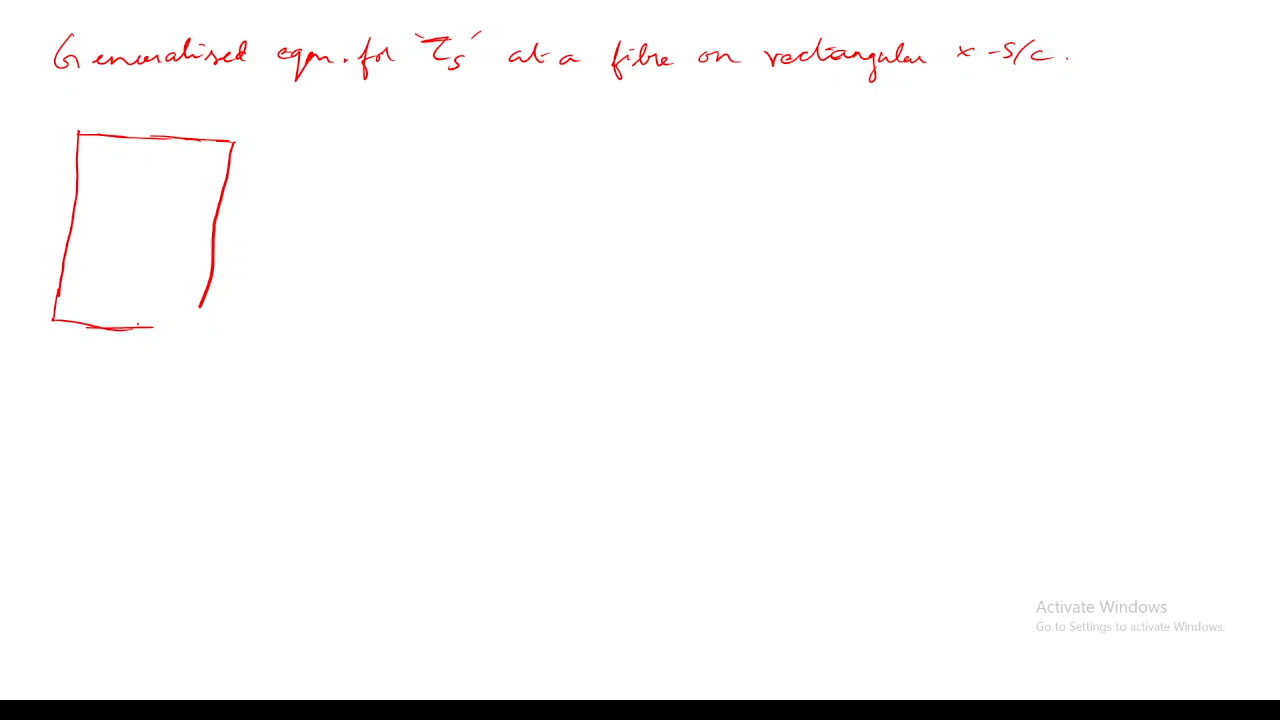 Generalised eqn. for 'τs' at a fibre on rectangular x-s/c.
Activate Windows
Go to Settings to activate Windows.